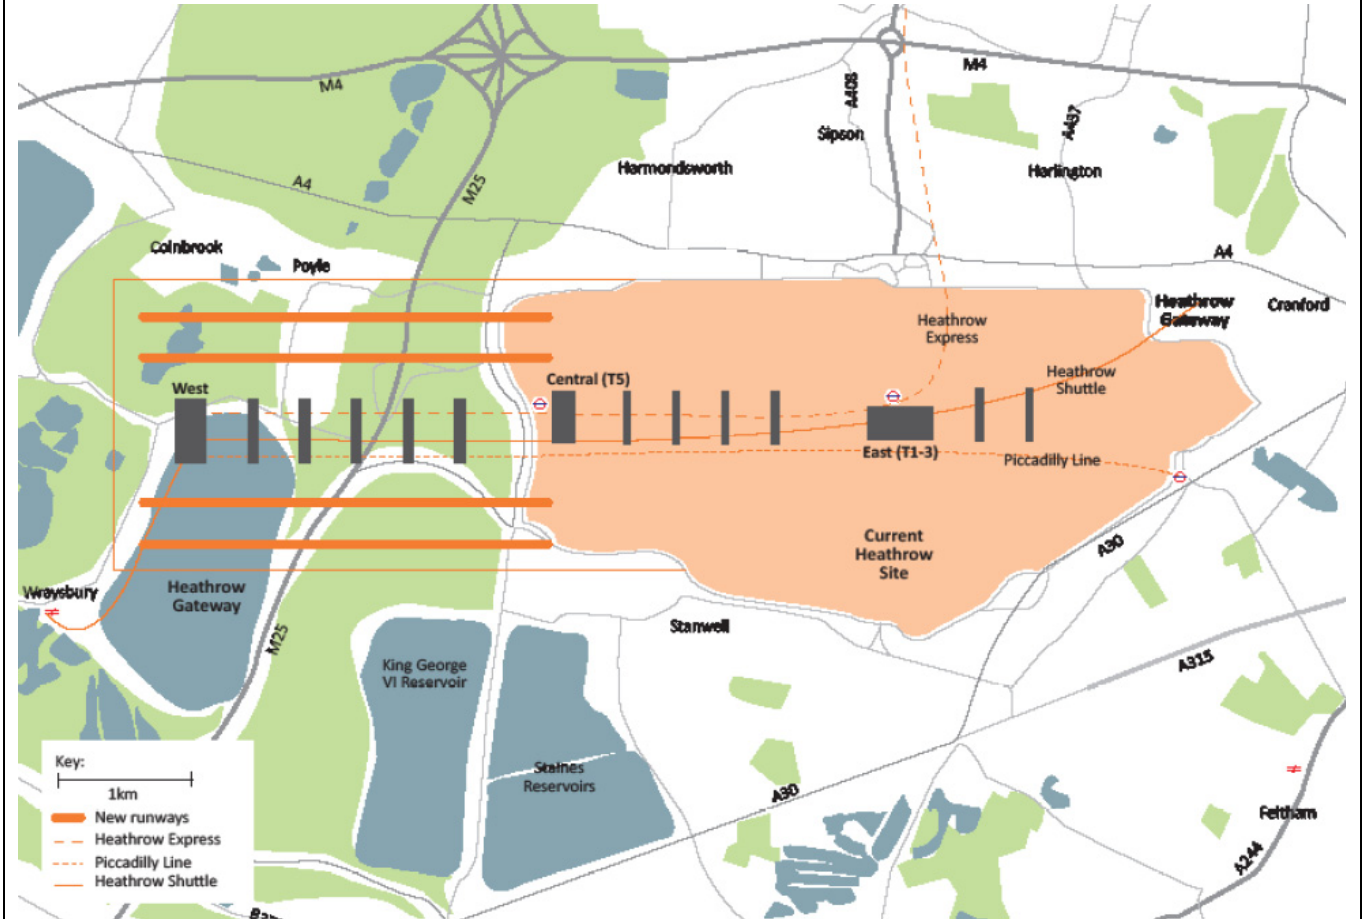 M4
M4
A408
Sipson
A437
Harmondsworth
Harlington
A4
M25
Colnbrook
Poyle
A4
Heathrow
Gateway
Cranford
Heathrow
Express
Heathrow
Shuttle
West
Central (T5)
East (T1-3)
Piccadilly Line
Current
Heathrow
Site
A30
Wraysbury
Heathrow
Gateway
M25
Stanwell
King George
VI Reservoir
A315
Staines
Reservoirs
A30
Feltham
A244
Key:
1km
New runways
Heathrow Express
Piccadilly Line
Heathrow Shuttle